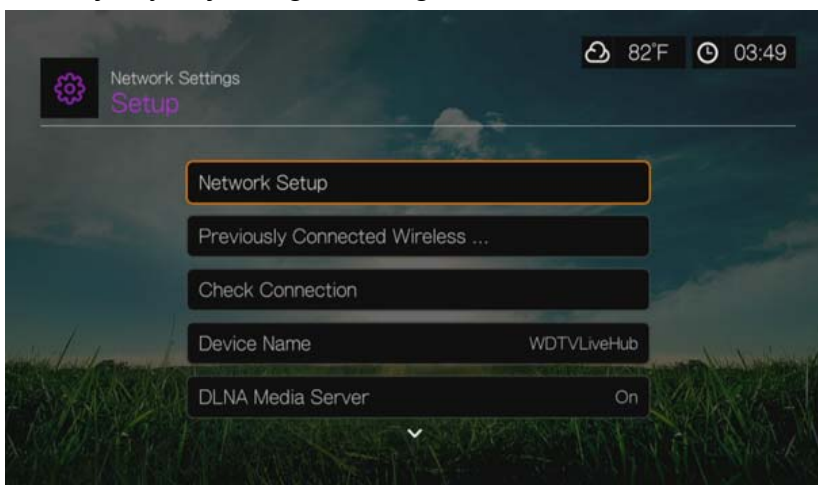 82°F 03:49
Network Settings
Setup
Network Setup
Previously Connected Wireless ...
Check Connection
Device Name WDTVLiveHub
DLNA Media Server On